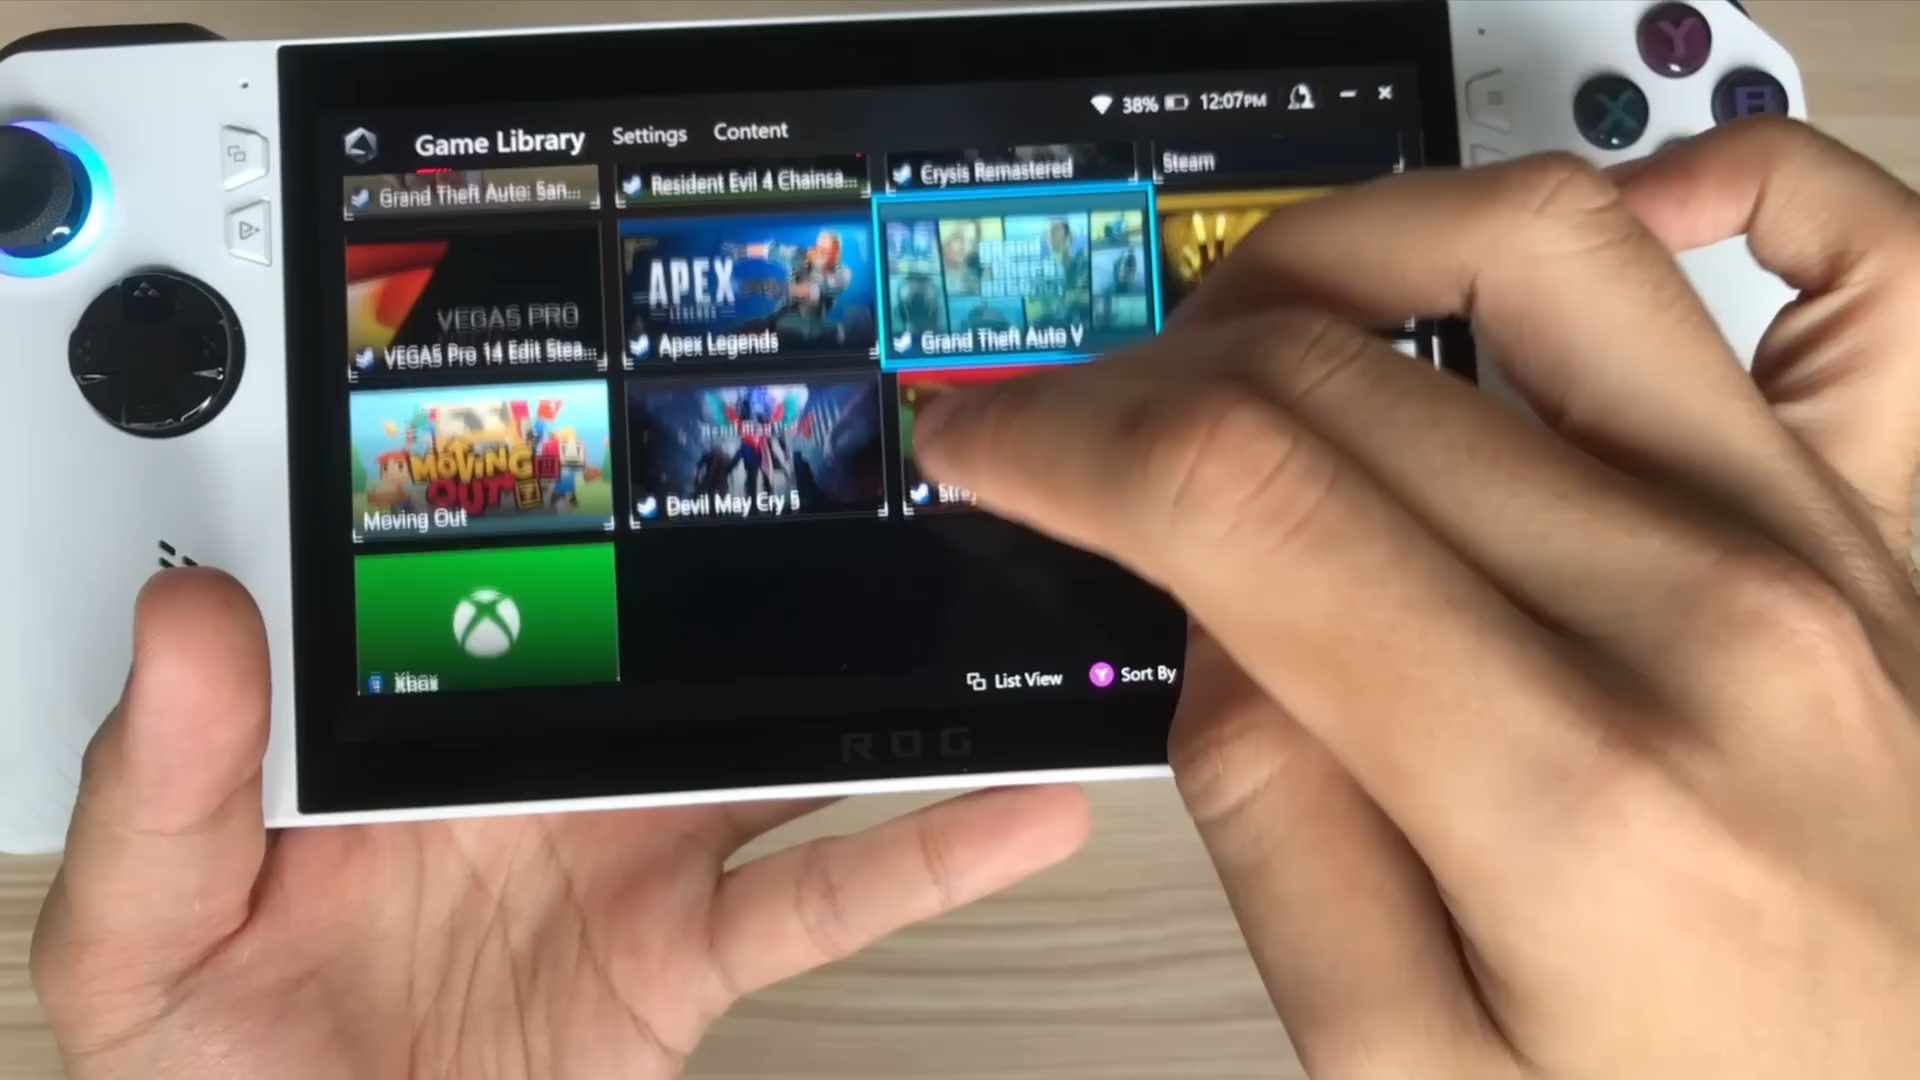 Y
X
B
38% 12:07PM
Game Library Settings Content
Grand Theft Auto: San...
Resident Evil 4 Chainsa...
Crysis Remastered
Steam
VEGAS PRO
VEGAS Pro 14 Edit Stea...
APEX
LEGENDS
Apex Legends
Grand Theft Auto V
MOVING
OUT
Moving Out
Devil May Cry 5
Xbox
List View
Y Sort By
ROG